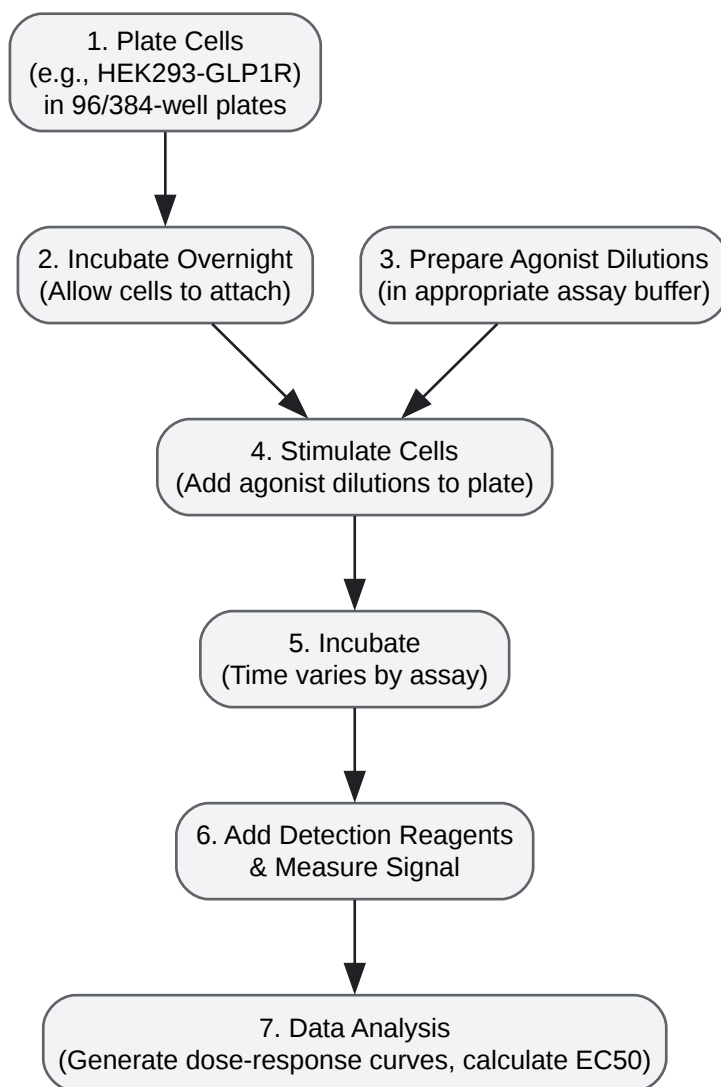 1. Plate Cells
(e.g., HEK293-GLP1R)
in 96/384-well plates
2. Incubate Overnight
(Allow cells to attach)
3. Prepare Agonist Dilutions
(in appropriate assay buffer)
4. Stimulate Cells
(Add agonist dilutions to plate)
5. Incubate
(Time varies by assay)
6. Add Detection Reagents
& Measure Signal
7. Data Analysis
(Generate dose-response curves, calculate EC50)